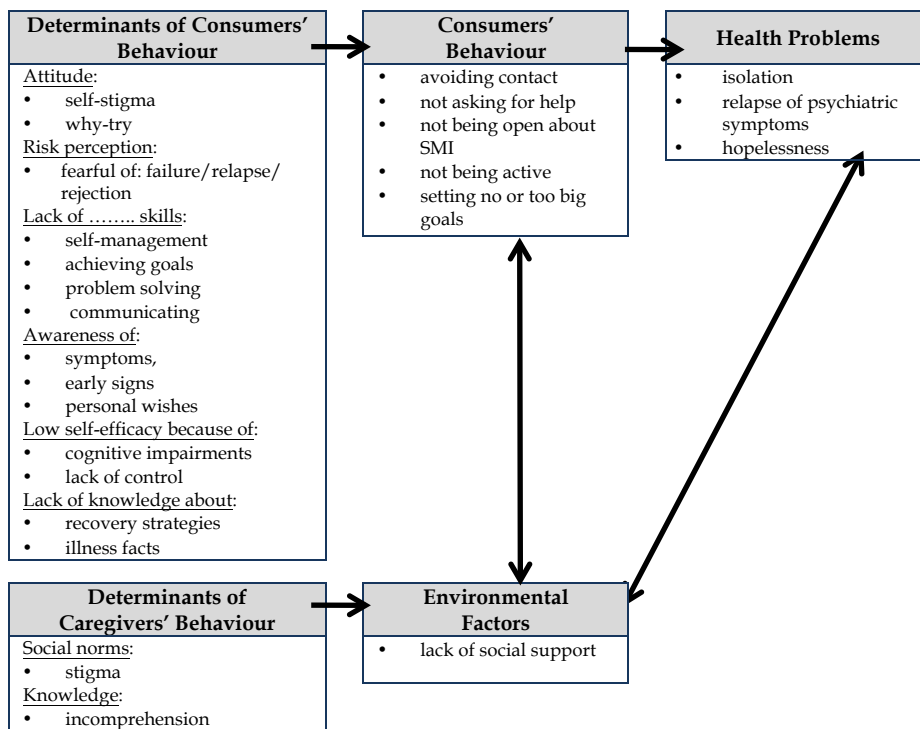 Determinants of Consumers’
Behaviour
Attitude:
• self-stigma
• why-try
Risk perception:
• fearful of: failure/relapse/
rejection
Lack of …….. skills:
• self-management
• achieving goals
• problem solving
• communicating
Awareness of:
• symptoms,
• early signs
• personal wishes
Low self-efficacy because of:
• cognitive impairments
• lack of control
Lack of knowledge about:
• recovery strategies
• illness facts
Consumers’
Behaviour
• avoiding contact
• not asking for help
• not being open about
SMI
• not being active
• setting no or too big
goals
Health Problems
• isolation
• relapse of psychiatric
symptoms
• hopelessness
Determinants of
Caregivers’ Behaviour
Social norms:
• stigma
Knowledge:
• incomprehension
Environmental
Factors
• lack of social support